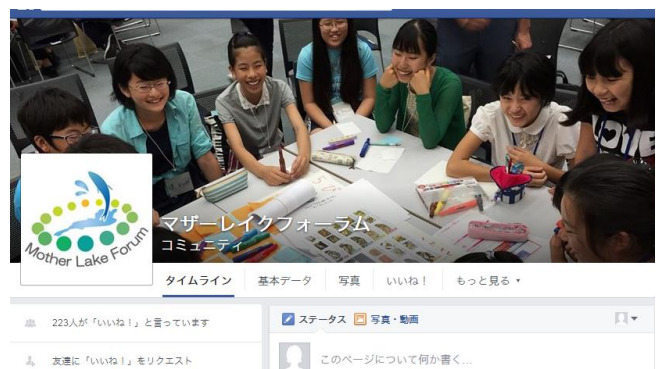 Mother Lake Forum
マザーレイクフォーラム
コミュニティ
タイムライン 基本データ 写真 いいね！ もっと見る
223人が「いいね！」と言っています
友達に「いいね！」をリクエスト
ステータス 写真・動画
このページについて何か書く...